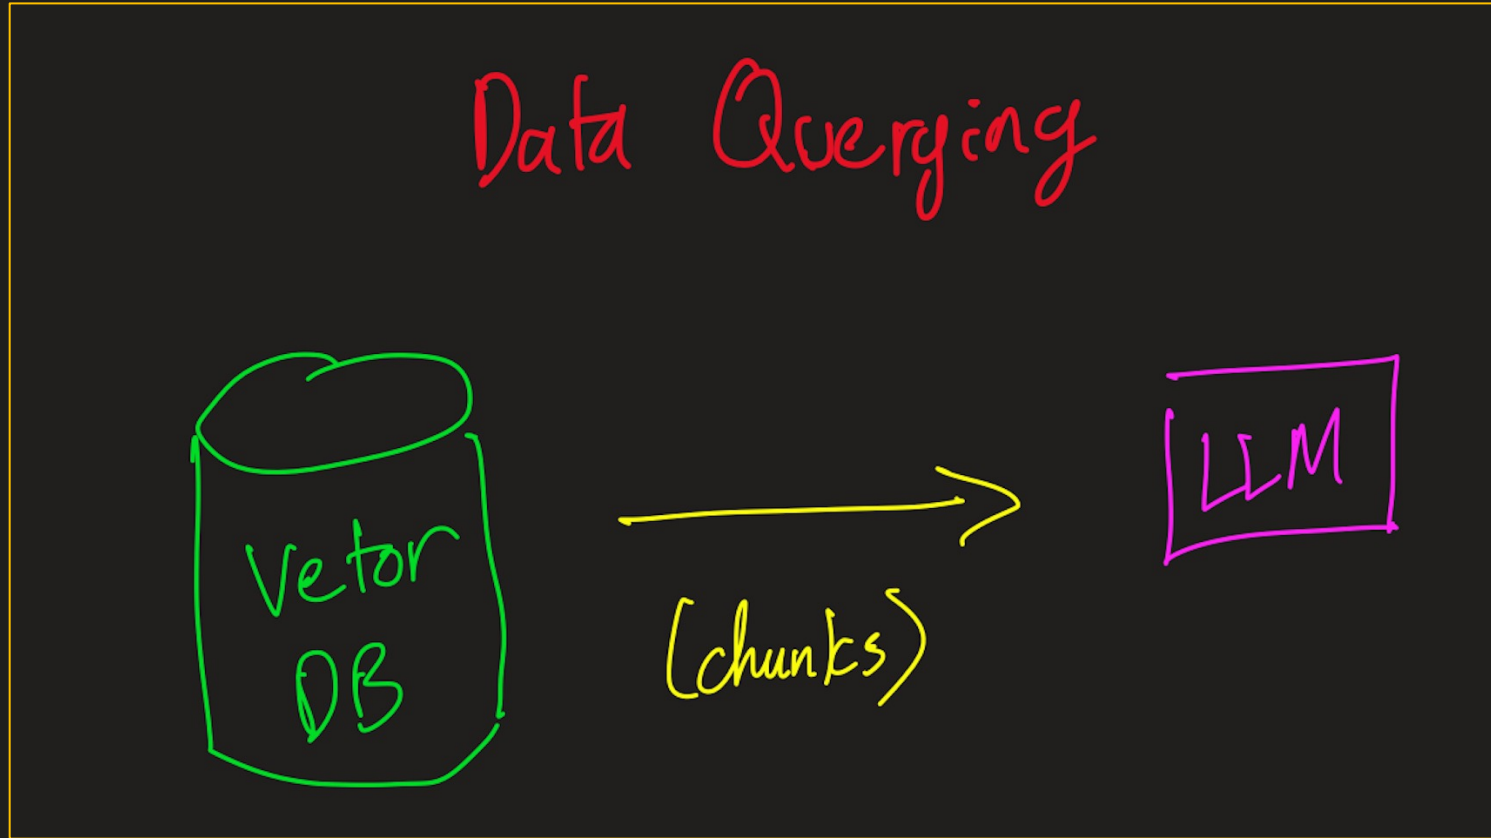 Data Querying
Vetor
DB
(chunks)
LLM